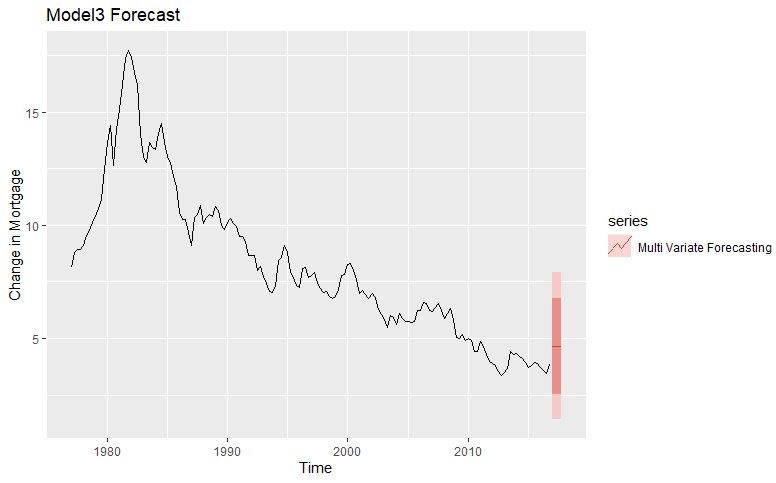 Model3 Forecast
Change in Mortgage
15
10
5
1980
1990
2000
2010
Time
series
Multi Variate Forecasting